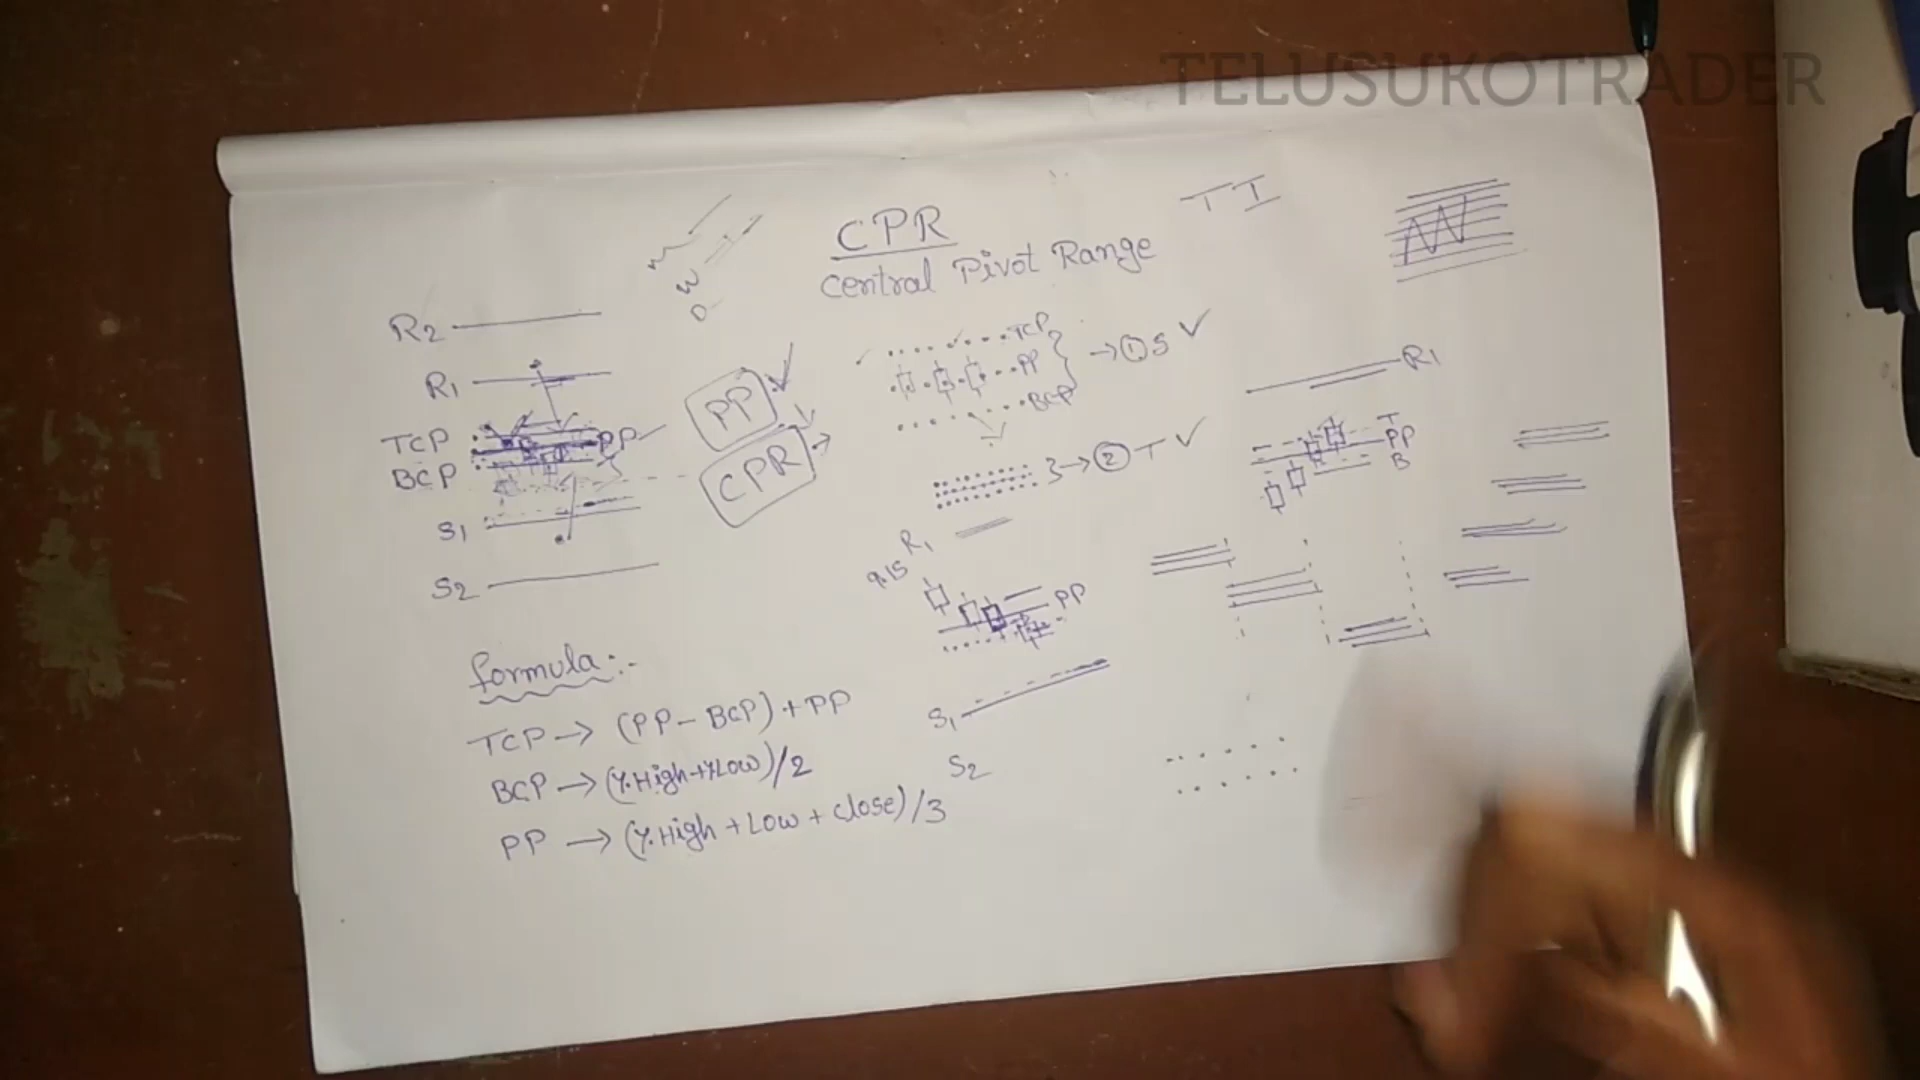 TELUSUKOTRADER
TI
CPR
Central Pivot Range
W
D
R2
R1
TCP
PP
BCP
S1
S2
PP
CPR
TCP
PP
BCP
→ ① S ✓
→ ② T ✓
R1
9.15
PP
S1
S2
R1
T
PP
B
formula:-
TCP → (PP - BCP) + PP
BCP → (Y.High+YLow)/2
PP → (Y.High + Low + Close)/3